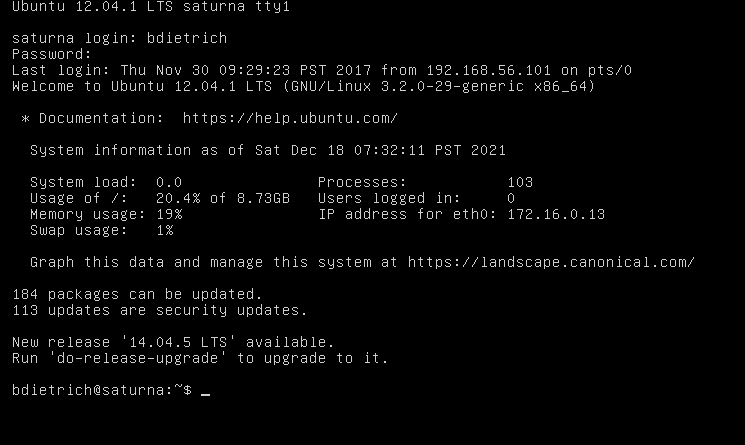 Ubuntu 12.04.1 LTS saturna tty1
saturna login: bdietrich
Password:
Last login: Thu Nov 30 09:29:23 PST 2017 from 192.168.56.101 on pts/0
Welcome to Ubuntu 12.04.1 LTS (GNU/Linux 3.2.0-29-generic x86_64)
* Documentation:  https://help.ubuntu.com/
System information as of Sat Dec 18 07:32:11 PST 2021
System load:  0.0               Processes:           103
Usage of /:   20.4% of 8.73GB   Users logged in:     0
Memory usage: 19%               IP address for eth0: 172.16.0.13
Swap usage:   1%
Graph this data and manage this system at https://landscape.canonical.com/
184 packages can be updated.
113 updates are security updates.
New release '14.04.5 LTS' available.
Run 'do-release-upgrade' to upgrade to it.
bdietrich@saturna:~$ _